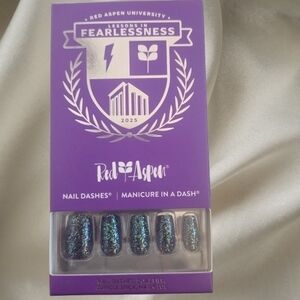 RED ASPEN UNIVERSITY
LESSONS IN
FEARLESSNESS
2025
Red Aspen®
NAIL DASHES® | MANICURE IN A DASH®